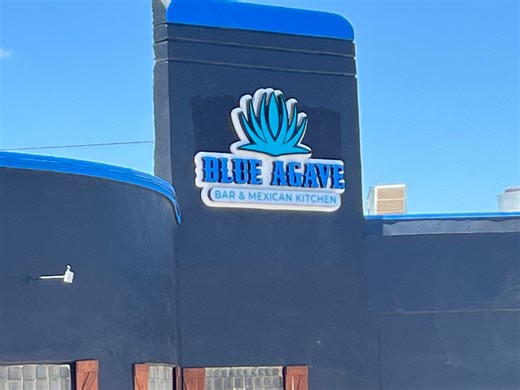 BLUE AGAVE
BAR & MEXICAN KITCHEN